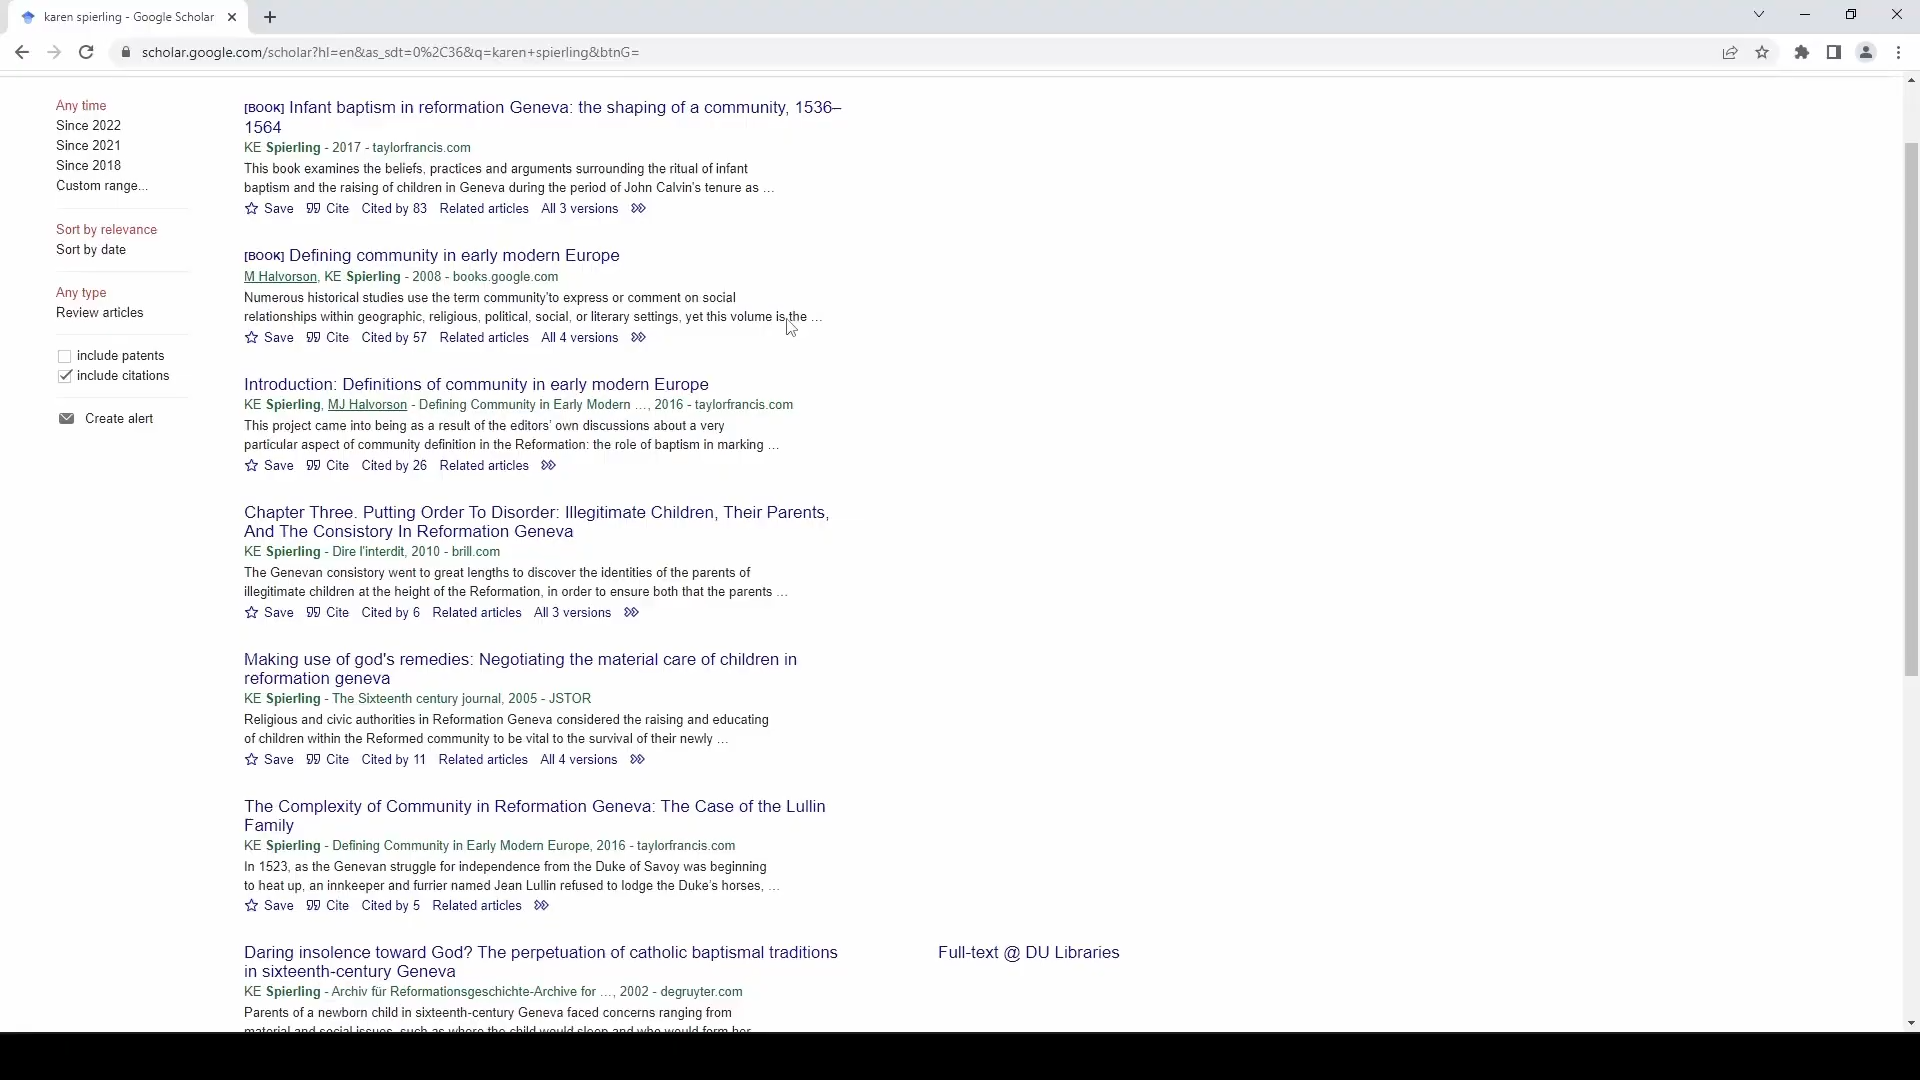 karen spierling - Google Scholar
scholar.google.com/scholar?hl=en&as_sdt=0%2C36&q=karen+spierling&btnG=
Any time
Since 2022
Since 2021
Since 2018
Custom range...
Sort by relevance
Sort by date
Any type
Review articles
include patents
include citations
Create alert
[BOOK] Infant baptism in reformation Geneva: the shaping of a community, 1536–
1564
KE Spierling - 2017 - taylorfrancis.com
This book examines the beliefs, practices and arguments surrounding the ritual of infant
baptism and the raising of children in Geneva during the period of John Calvin's tenure as …
Save Cite Cited by 83 Related articles All 3 versions
[BOOK] Defining community in early modern Europe
M Halvorson, KE Spierling - 2008 - books.google.com
Numerous historical studies use the term community'to express or comment on social
relationships within geographic, religious, political, social, or literary settings, yet this volume is the …
Save Cite Cited by 57 Related articles All 4 versions
Introduction: Definitions of community in early modern Europe
KE Spierling, MJ Halvorson - Defining Community in Early Modern …, 2016 - taylorfrancis.com
This project came into being as a result of the editors' own discussions about a very
particular aspect of community definition in the Reformation: the role of baptism in marking …
Save Cite Cited by 26 Related articles
Chapter Three. Putting Order To Disorder: Illegitimate Children, Their Parents,
And The Consistory In Reformation Geneva
KE Spierling - Dire l'interdit, 2010 - brill.com
The Genevan consistory went to great lengths to discover the identities of the parents of
illegitimate children at the height of the Reformation, in order to ensure both that the parents …
Save Cite Cited by 6 Related articles All 3 versions
Making use of god's remedies: Negotiating the material care of children in
reformation geneva
KE Spierling - The Sixteenth century journal, 2005 - JSTOR
Religious and civic authorities in Reformation Geneva considered the raising and educating
of children within the Reformed community to be vital to the survival of their newly …
Save Cite Cited by 11 Related articles All 4 versions
The Complexity of Community in Reformation Geneva: The Case of the Lullin
Family
KE Spierling - Defining Community in Early Modern Europe, 2016 - taylorfrancis.com
In 1523, as the Genevan struggle for independence from the Duke of Savoy was beginning
to heat up, an innkeeper and furrier named Jean Lullin refused to lodge the Duke's horses, …
Save Cite Cited by 5 Related articles
Daring insolence toward God? The perpetuation of catholic baptismal traditions
in sixteenth-century Geneva
Full-text @ DU Libraries
KE Spierling - Archiv für Reformationsgeschichte-Archive for …, 2002 - degruyter.com
Parents of a newborn child in sixteenth-century Geneva faced concerns ranging from
material and social issues, such as where the child would sleep and who would form her